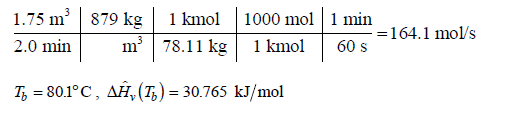 1.75 m³ | 879 kg | 1 kmol | 1000 mol | 1 min
2.0 min | m³ | 78.11 kg | 1 kmol | 60 s
=164.1 mol/s
T_b = 80.1°C , ΔĤ_v(T_b) = 30.765 kJ/mol